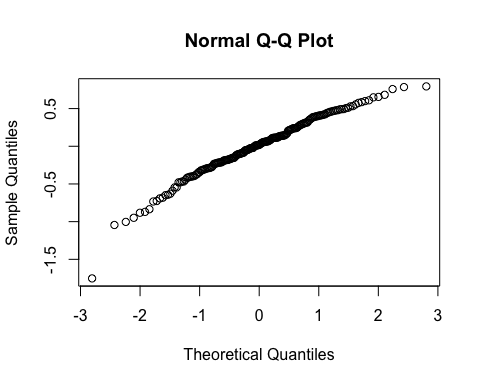 Normal Q-Q Plot
Sample Quantiles
0.5
-0.5
-1.5
-3 -2 -1 0 1 2 3
Theoretical Quantiles